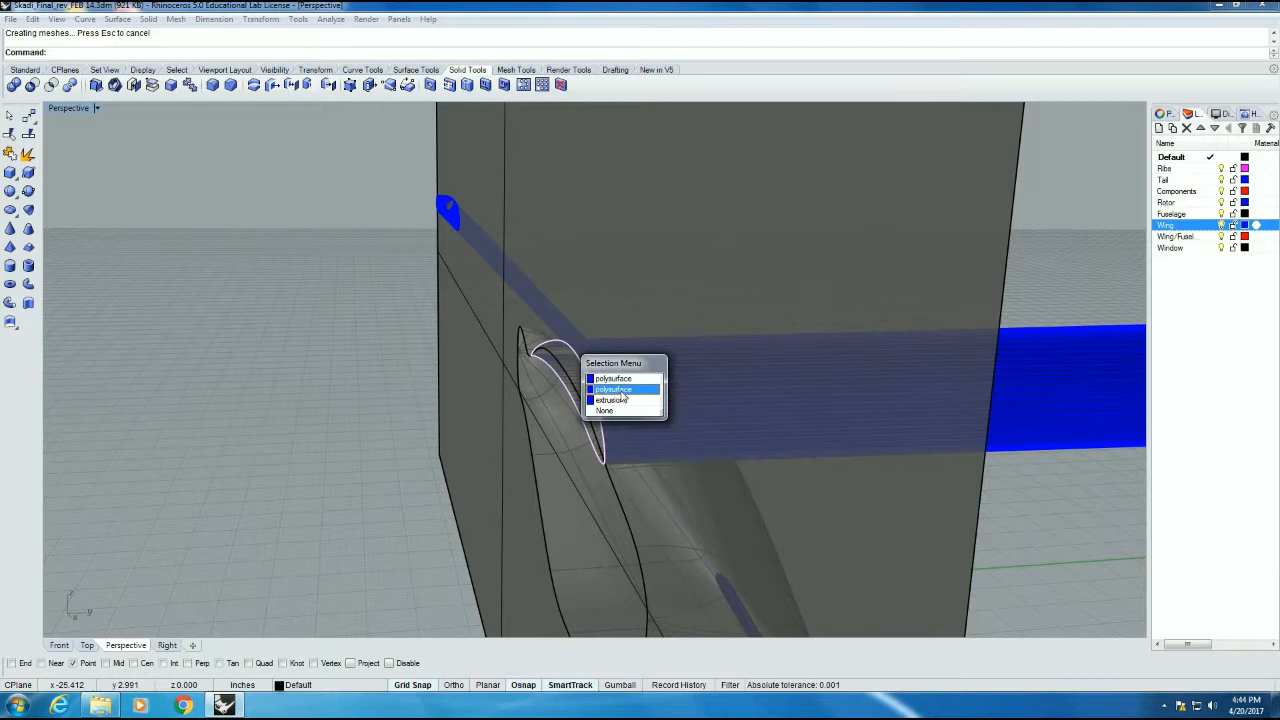 Skadi_Final_rev_FEB 14.3dm (921 KB) - Rhinoceros 5.0 Educational Lab License - [Perspective]
File Edit View Curve Surface Solid Mesh Dimension Transform Tools Analyze Render Panels Help
Creating meshes... Press Esc to cancel
Command:
Standard CPlanes Set View Display Select Viewport Layout Visibility Transform Curve Tools Surface Tools Solid Tools Mesh Tools Render Tools Drafting New in V5
Perspective
P... L... Di... H...
Name Material
Default
Ribs
Tail
Components
Rotor
Fuselage
Wing
Wing/Fusel...
Window
Selection Menu
polysurface
polysurface
extrusion
None
z
y
x
Front Top Perspective Right
End Near Point Mid Cen Int Perp Tan Quad Knot Vertex Project Disable
CPlane x -25.412 y 2.991 z 0.000 Inches Default Grid Snap Ortho Planar Osnap SmartTrack Gumball Record History Filter Absolute tolerance: 0.001
4:44 PM
4/20/2017